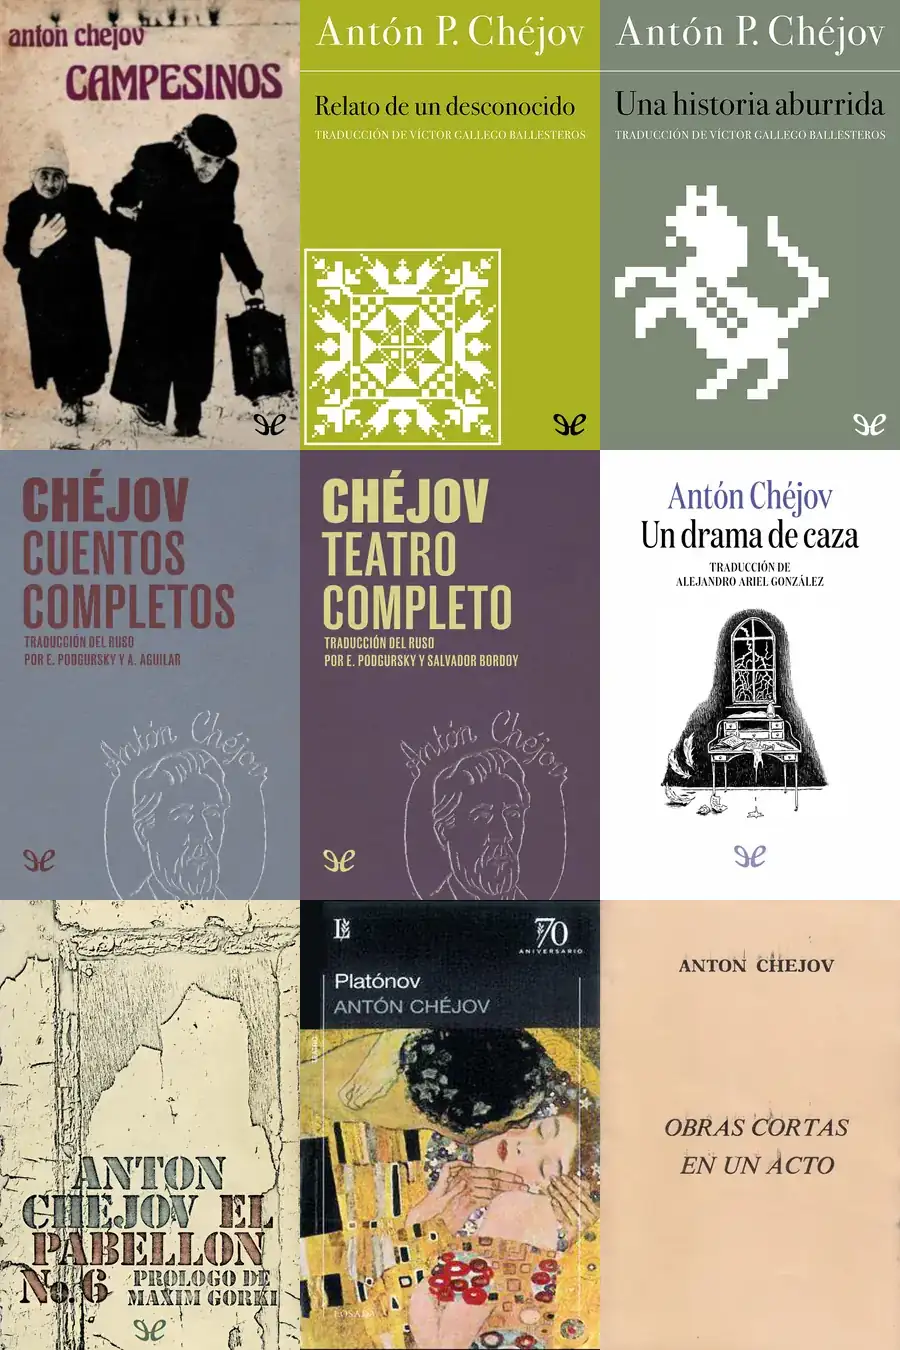 anton chejov
CAMPESINOS
Antón P. Chéjov
Relato de un desconocido
TRADUCCIÓN DE VÍCTOR GALLEGO BALLESTEROS
Antón P. Chéjov
Una historia aburrida
TRADUCCIÓN DE VÍCTOR GALLEGO BALLESTEROS
CHÉJOV
CUENTOS
COMPLETOS
TRADUCCIÓN DEL RUSO
POR E. PODGURSKY Y A. AGUILAR
Antón Chéjov
CHÉJOV
TEATRO
COMPLETO
TRADUCCIÓN DEL RUSO
POR E. PODGURSKY Y SALVADOR BORDOY
Antón Chéjov
Antón Chéjov
Un drama de caza
TRADUCCIÓN DE
ALEJANDRO ARIEL GONZÁLEZ
ANTON
CHEJOV EL
PABELLON
No. 6
PROLOGO DE
MAXIM GORKI
70
ANIVERSARIO
Platónov
ANTÓN CHÉJOV
LOSADA
ANTON CHEJOV
OBRAS CORTAS
EN UN ACTO